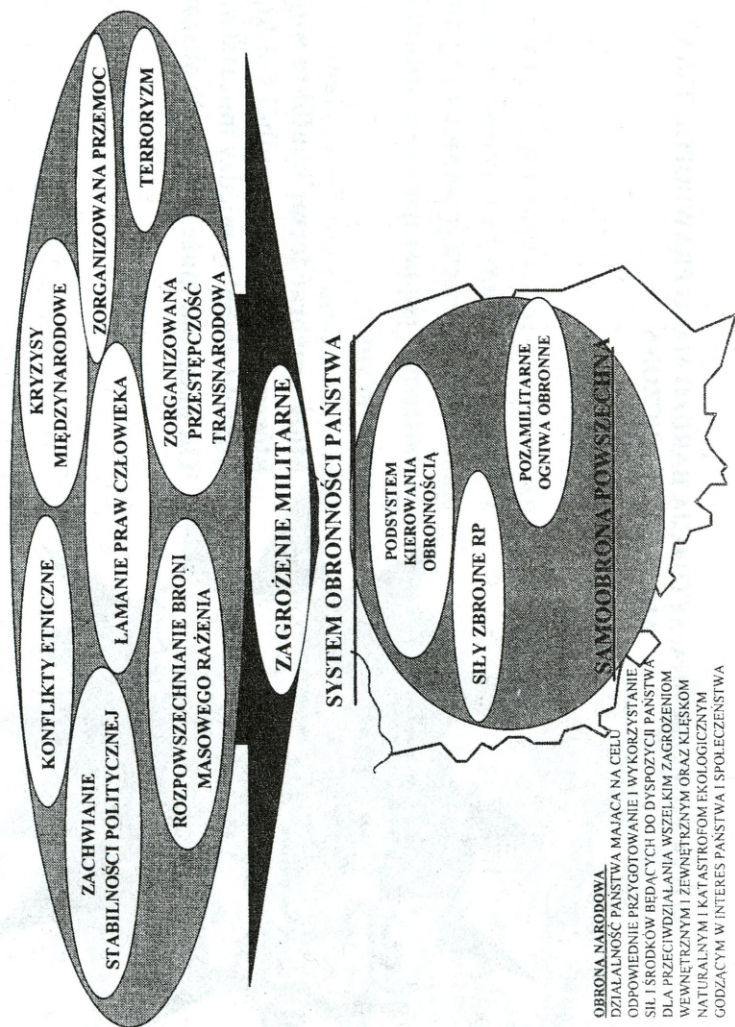 KONFLIKTY ETNICZNE
KRYZYSY
MIĘDZYNARODOWE
ZACHWIANE
STABILNOŚCI POLITYCZNEJ
ŁAMANIE PRAW CZŁOWIEKA
ZORGANIZOWANA PRZEMOC
ROZPOWSZECHNIANIE BRONI
MASOWEGO RAŻENIA
ZORGANIZOWANA
PRZESTĘPCZOŚĆ
TRANSNARODOWA
TERRORYZM
ZAGROŻENIE MILITARNE
SYSTEM OBRONNOŚCI PAŃSTWA
PODSYSTEM
KIEROWANIA
OBRONNOŚCIĄ
SIŁY ZBROJNE RP
POZAMILITARNE
OGNIWA OBRONNE
SAMOOBRONA POWSZECHNA
OBRONA NARODOWA
DZIAŁALNOŚĆ PAŃSTWA MAJĄCA NA CELU
ODPOWIEDNIE PRZYGOTOWANIE I WYKORZYSTANIE
SIŁ I ŚRODKÓW BĘDĄCYCH DO DYSPOZYCJI PAŃSTWA
DLA PRZECIWDZIAŁANIA WSZELKIM ZAGROŻENIOM
WEWNĘTRZNYM I ZEWNĘTRZNYM ORAZ KLĘSKOM
NATURALNYM I KATASTROFOM EKOLOGICZNYM
GODZĄCYM W INTERES PAŃSTWA I SPOŁECZEŃSTWA